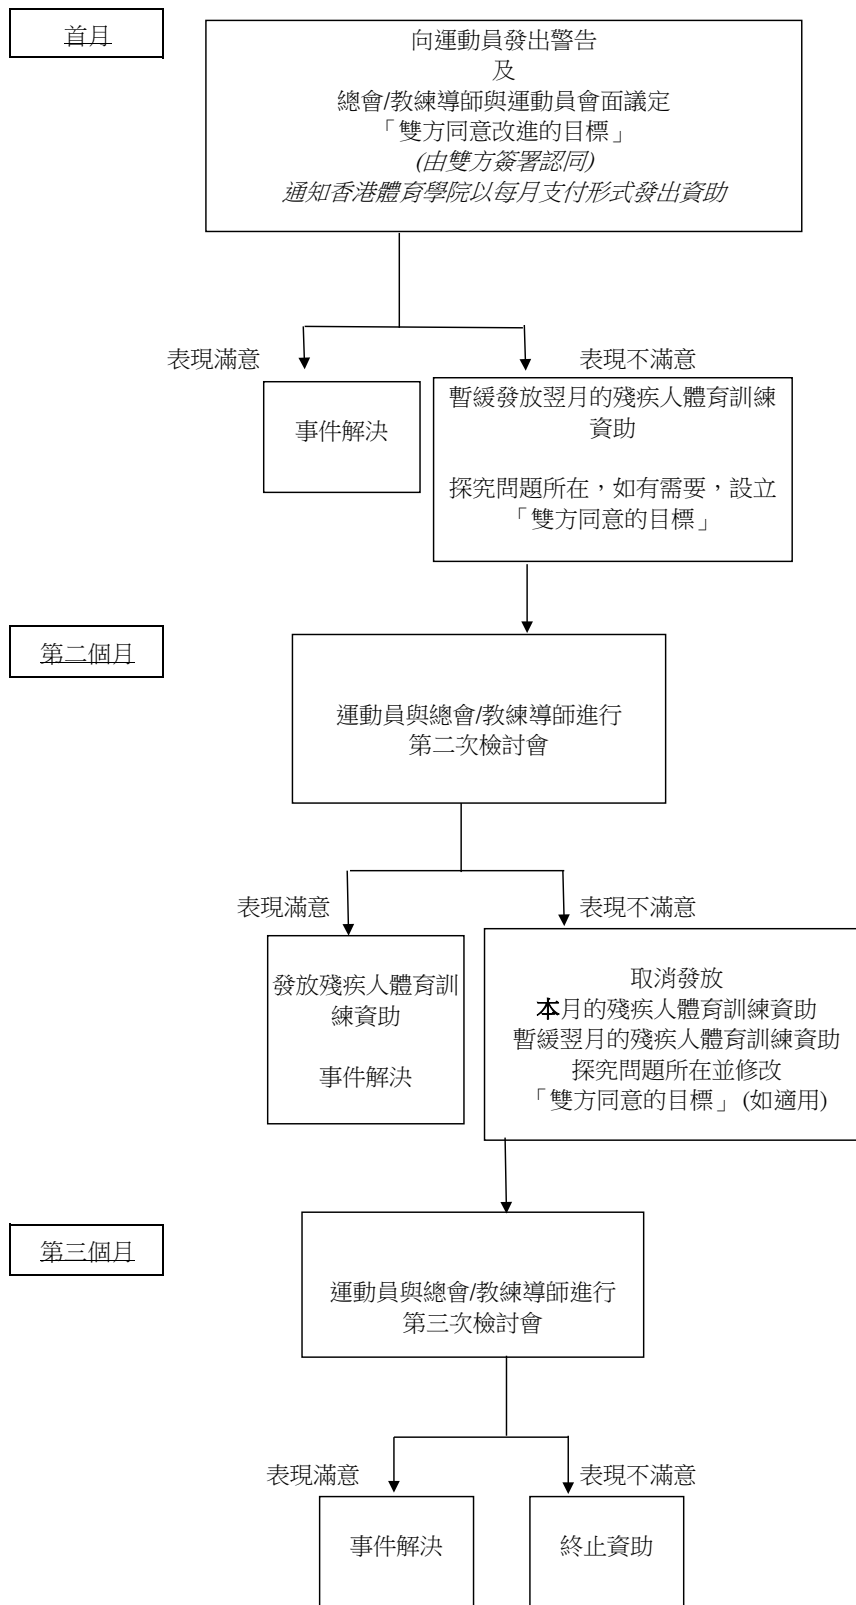 首月
向運動員發出警告
及
總會/教練導師與運動員會面議定
「雙方同意改進的目標」
(由雙方簽署認同)
通知香港體育學院以每月支付形式發出資助
表現滿意
表現不滿意
事件解決
暫緩發放翌月的殘疾人體育訓練
資助
探究問題所在，如有需要，設立
「雙方同意的目標」
第二個月
運動員與總會/教練導師進行
第二次檢討會
表現滿意
表現不滿意
發放殘疾人體育訓
練資助
事件解決
取消發放
本月的殘疾人體育訓練資助
暫緩翌月的殘疾人體育訓練資助
探究問題所在並修改
「雙方同意的目標」(如適用)
第三個月
運動員與總會/教練導師進行
第三次檢討會
表現滿意
表現不滿意
事件解決
終止資助